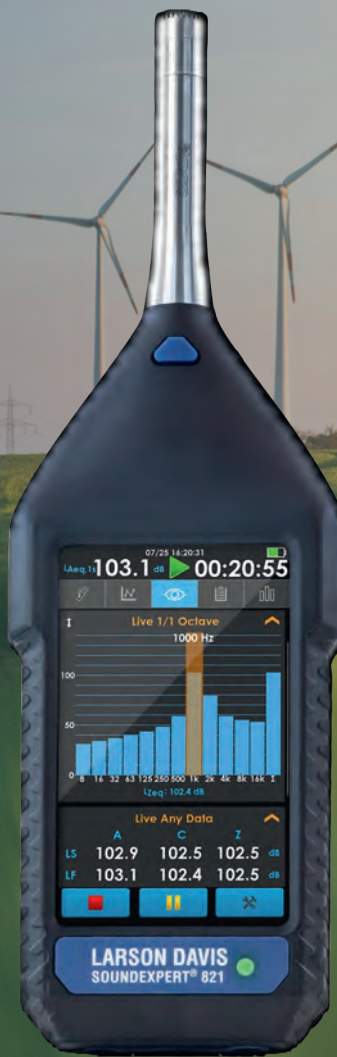 07/25 16:20:31
LAeq,1s 103.1 dB 00:20:55
Live 1/1 Octave
1000 Hz
100
50
0
8 16 32 63 125 250 500 1k 2k 4k 8k 16k Σ
LZeq: 102.4 dB
Live Any Data
A C Z
LS 102.9 102.5 102.5 dB
LF 103.1 102.4 102.5 dB
LARSON DAVIS
SOUNDEXPERT® 821